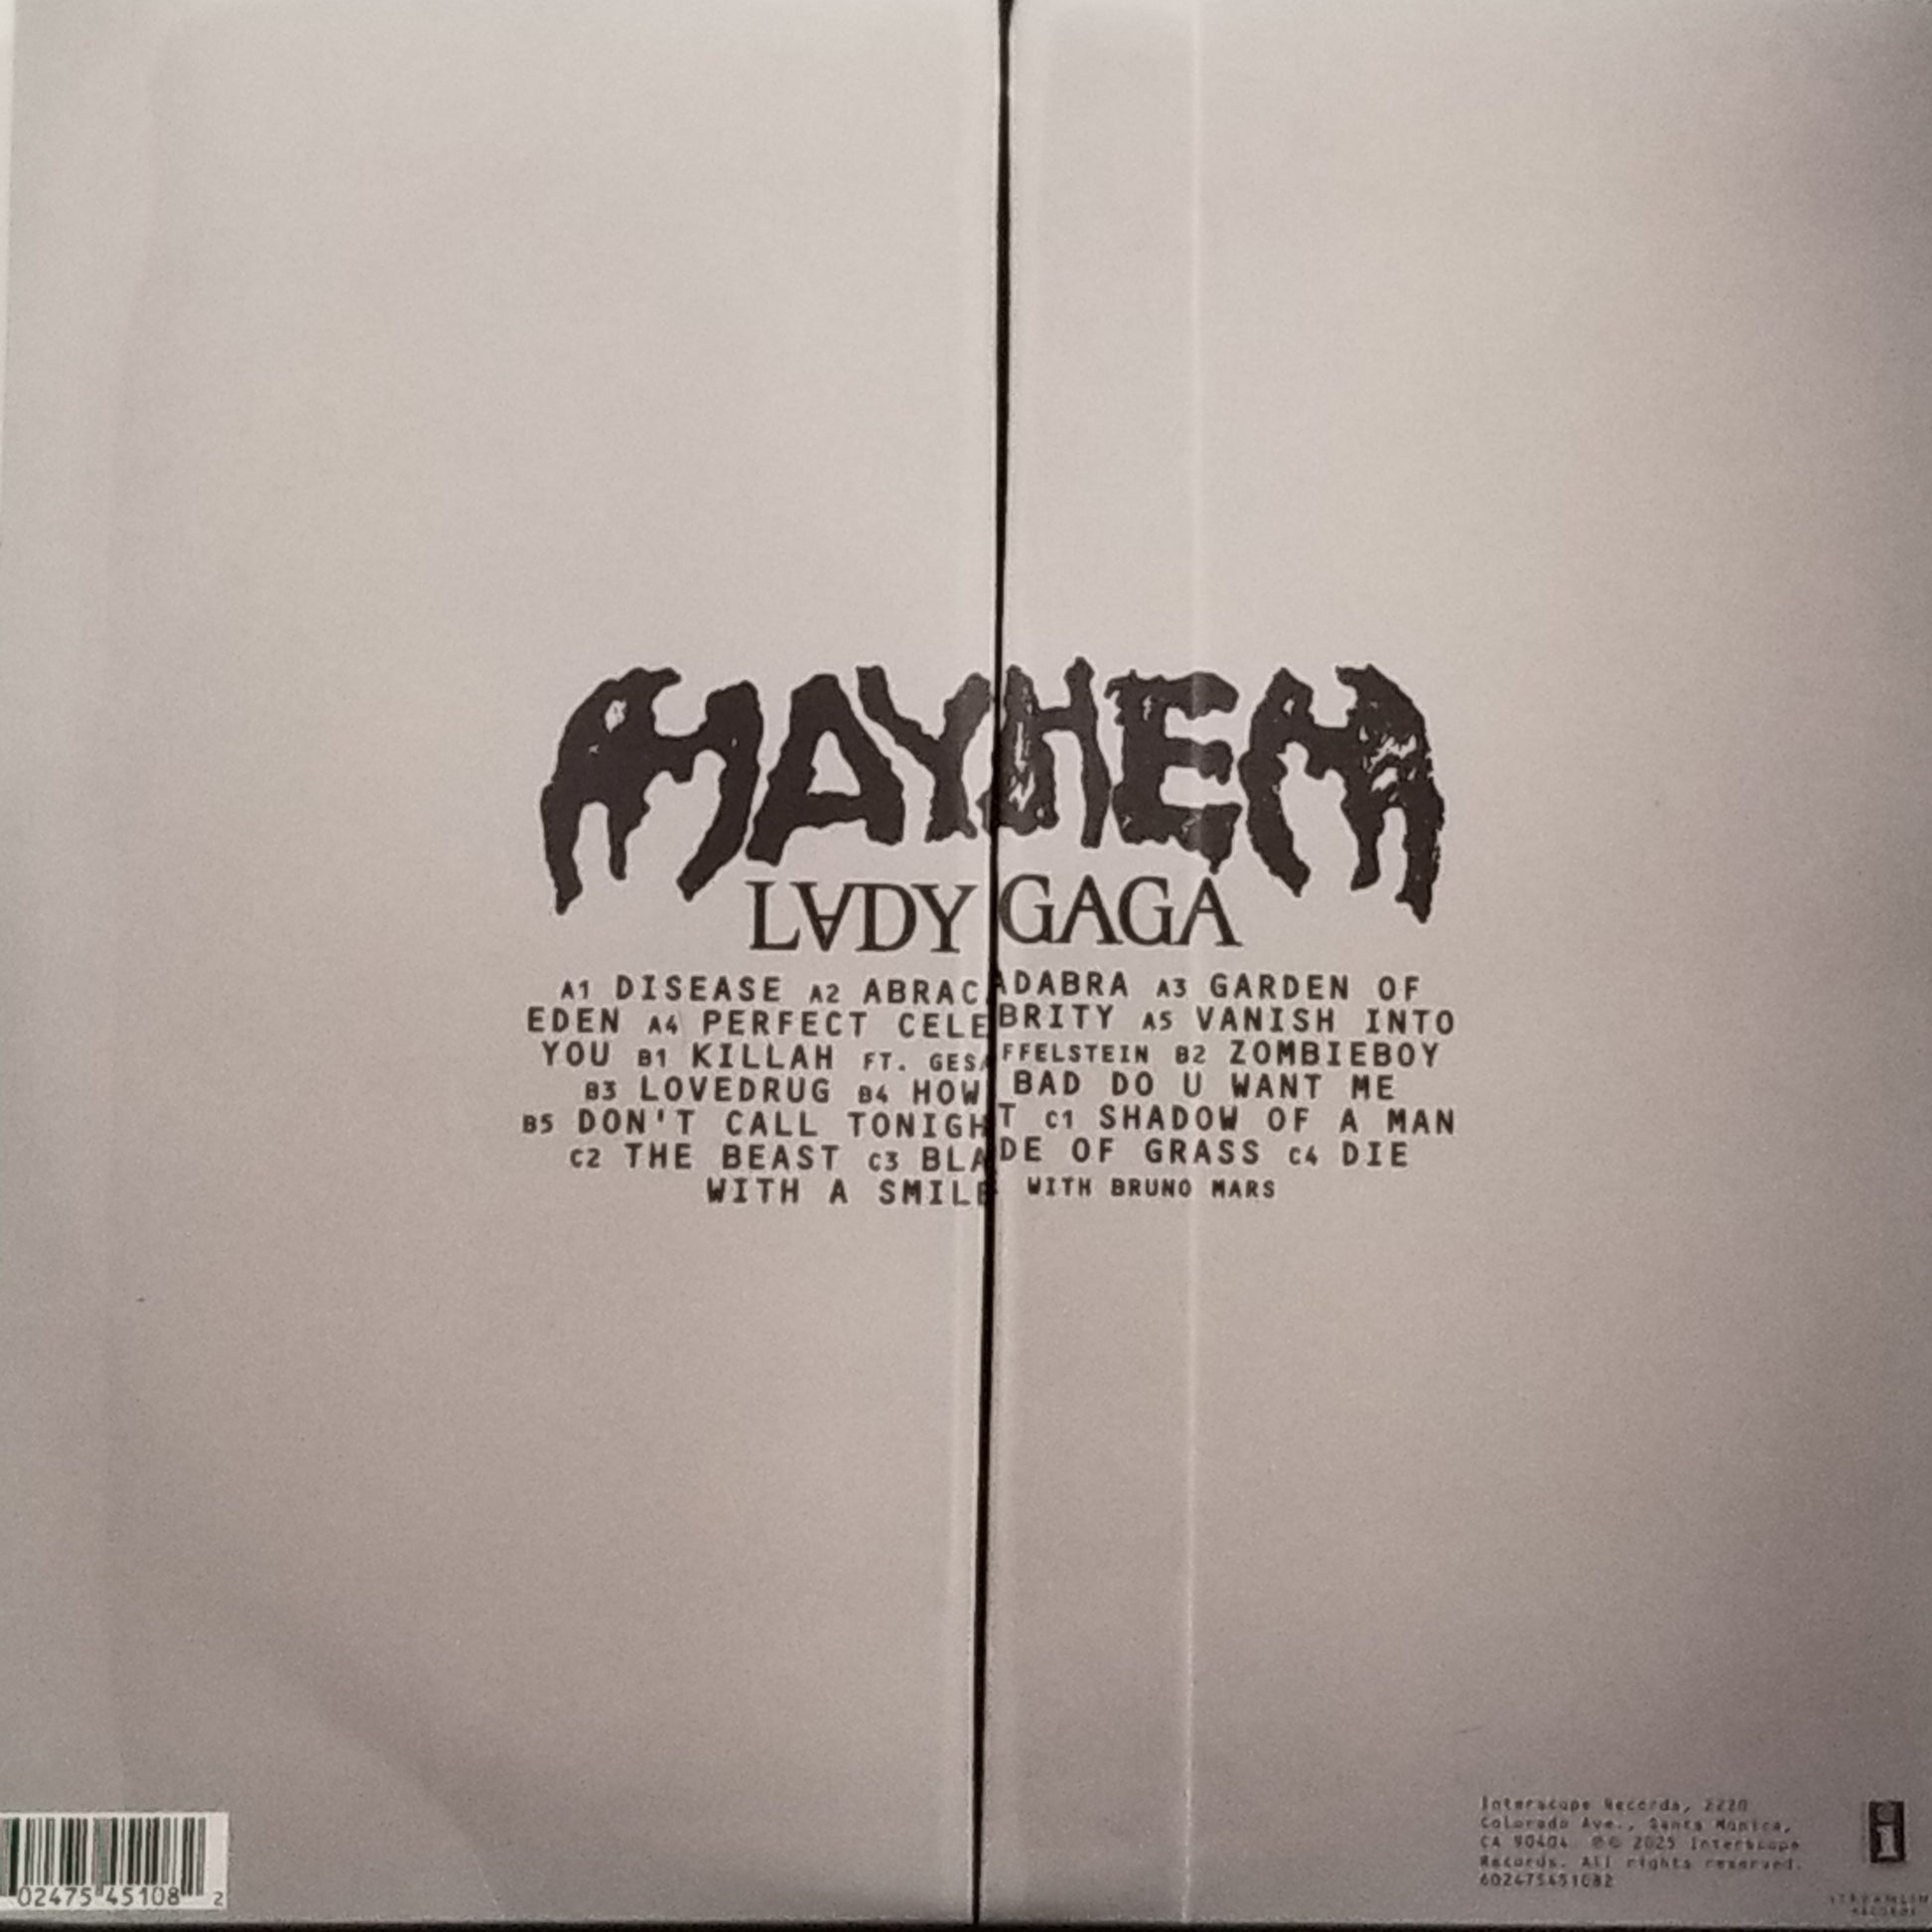 MAYHEM
LⱯDY GAGA
A1 DISEASE A2 ABRACADABRA A3 GARDEN OF
EDEN A4 PERFECT CELEBRITY A5 VANISH INTO
YOU B1 KILLAH FT. GESAFFELSTEIN B2 ZOMBIEBOY
B3 LOVEDRUG B4 HOW BAD DO U WANT ME
B5 DON'T CALL TONIGHT C1 SHADOW OF A MAN
C2 THE BEAST C3 BLADE OF GRASS C4 DIE
WITH A SMILE WITH BRUNO MARS
Interscope Records, 2220
Colorado Ave., Santa Monica,
CA 90404 ℗© 2025 Interscope
Records. All rights reserved.
602475451082
i
STREAMLINE
RECORDS
02475 45108 2